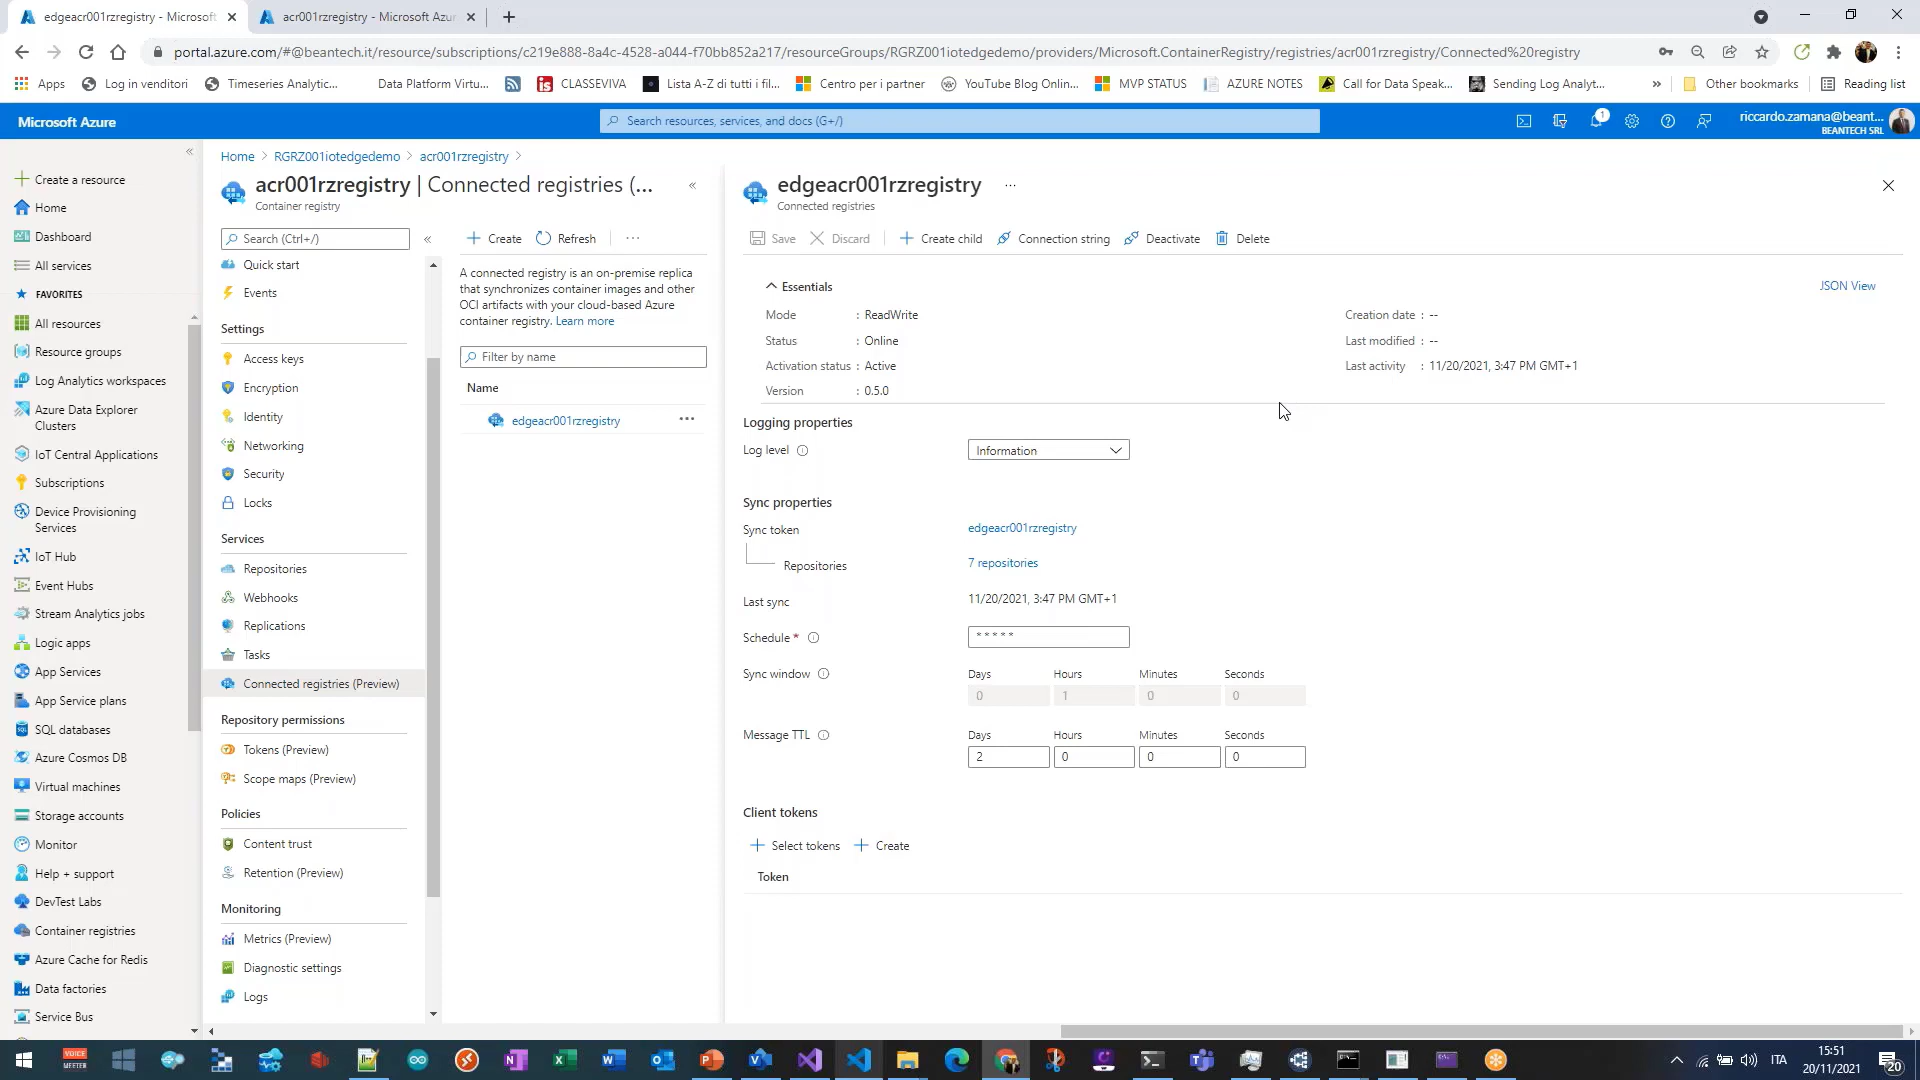 edgeacr001rzregistry - Microsoft
acr001rzregistry - Microsoft Azur
portal.azure.com/#@beantech.it/resource/subscriptions/c219e888-8a4c-4528-a044-f70bb852a217/resourceGroups/RGRZ001iotedgedemo/providers/Microsoft.ContainerRegistry/registries/acr001rzregistry/Connected%20registry
Apps
Log in venditori
Timeseries Analytic...
Data Platform Virtu...
CLASSEVIVA
Lista A-Z di tutti i fil...
Centro per i partner
YouTube Blog Online...
MVP STATUS
AZURE NOTES
Call for Data Speak...
Sending Log Analyt...
»
Other bookmarks
Reading list
Microsoft Azure
Search resources, services, and docs (G+/)
1
riccardo.zamana@beant...
BEANTECH SRL
Create a resource
Home
Dashboard
All services
FAVORITES
All resources
Resource groups
Log Analytics workspaces
Azure Data Explorer
Clusters
IoT Central Applications
Subscriptions
Device Provisioning
Services
IoT Hub
Event Hubs
Stream Analytics jobs
Logic apps
App Services
App Service plans
SQL databases
Azure Cosmos DB
Virtual machines
Storage accounts
Monitor
Help + support
DevTest Labs
Container registries
Azure Cache for Redis
Data factories
Service Bus
Home > RGRZ001iotedgedemo > acr001rzregistry >
acr001rzregistry | Connected registries (...
Container registry
Search (Ctrl+/)
Quick start
Events
Settings
Access keys
Encryption
Identity
Networking
Security
Locks
Services
Repositories
Webhooks
Replications
Tasks
Connected registries (Preview)
Repository permissions
Tokens (Preview)
Scope maps (Preview)
Policies
Content trust
Retention (Preview)
Monitoring
Metrics (Preview)
Diagnostic settings
Logs
Create
Refresh
...
A connected registry is an on-premise replica
that synchronizes container images and other
OCI artifacts with your cloud-based Azure
container registry. Learn more
Filter by name
Name
edgeacr001rzregistry
...
edgeacr001rzregistry
...
Connected registries
Save
Discard
Create child
Connection string
Deactivate
Delete
Essentials
JSON View
Mode : ReadWrite
Status : Online
Activation status : Active
Version : 0.5.0
Creation date : --
Last modified : --
Last activity : 11/20/2021, 3:47 PM GMT+1
Logging properties
Log level
Information
Sync properties
Sync token
edgeacr001rzregistry
Repositories
7 repositories
Last sync
11/20/2021, 3:47 PM GMT+1
Schedule *
* * * * *
Sync window
Days Hours Minutes Seconds
0 1 0 0
Message TTL
Days Hours Minutes Seconds
2 0 0 0
Client tokens
Select tokens
Create
Token
VOICE
MEETER
ITA
15:51
20/11/2021
20